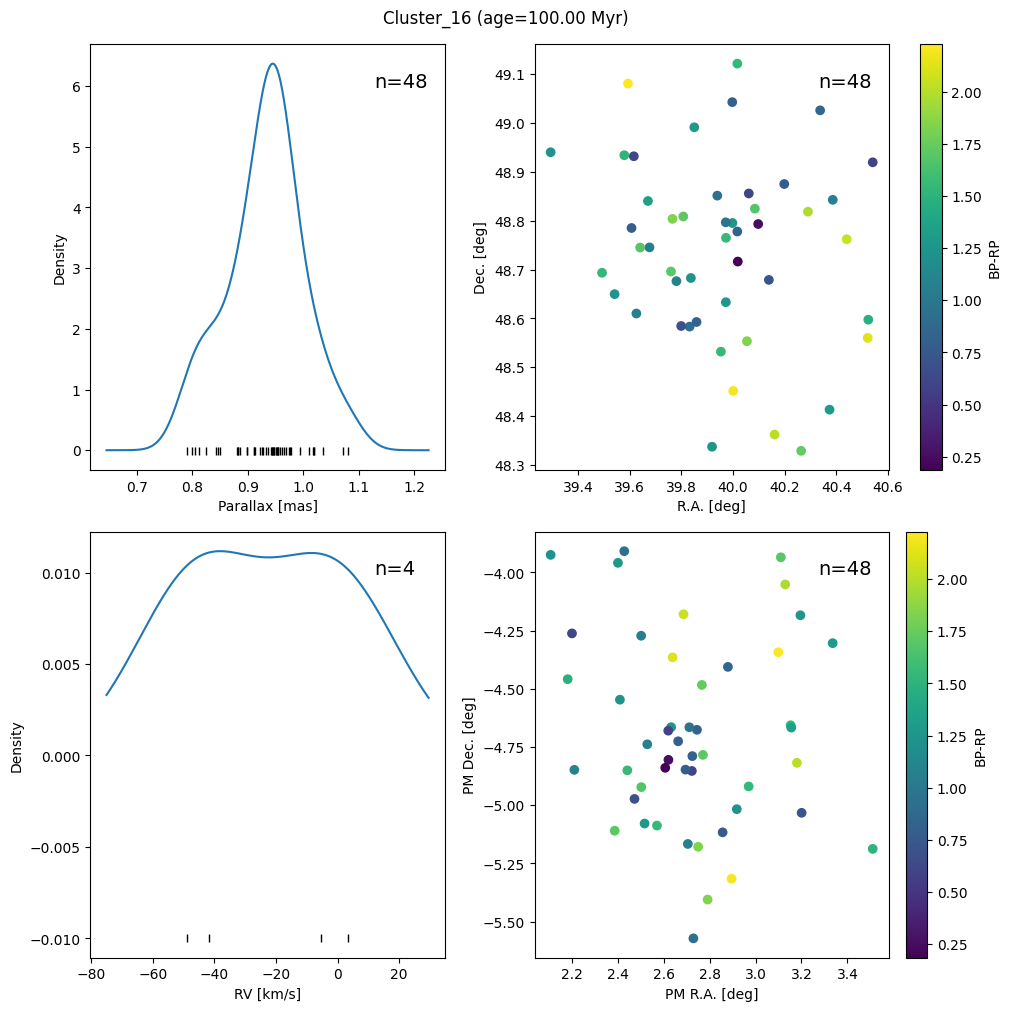 Cluster_16 (age=100.00 Myr)
n=48
6
5
4
3
2
1
0
Density
0.7 0.8 0.9 1.0 1.1 1.2
Parallax [mas]
n=48
49.1
49.0
48.9
48.8
48.7
48.6
48.5
48.4
48.3
Dec. [deg]
39.4 39.6 39.8 40.0 40.2 40.4 40.6
R.A. [deg]
2.00
1.75
1.50
1.25
1.00
0.75
0.50
0.25
BP-RP
n=4
0.010
0.005
0.000
−0.005
−0.010
Density
−80 −60 −40 −20 0 20
RV [km/s]
n=48
−4.00
−4.25
−4.50
−4.75
−5.00
−5.25
−5.50
PM Dec. [deg]
2.2 2.4 2.6 2.8 3.0 3.2 3.4
PM R.A. [deg]
2.00
1.75
1.50
1.25
1.00
0.75
0.50
0.25
BP-RP